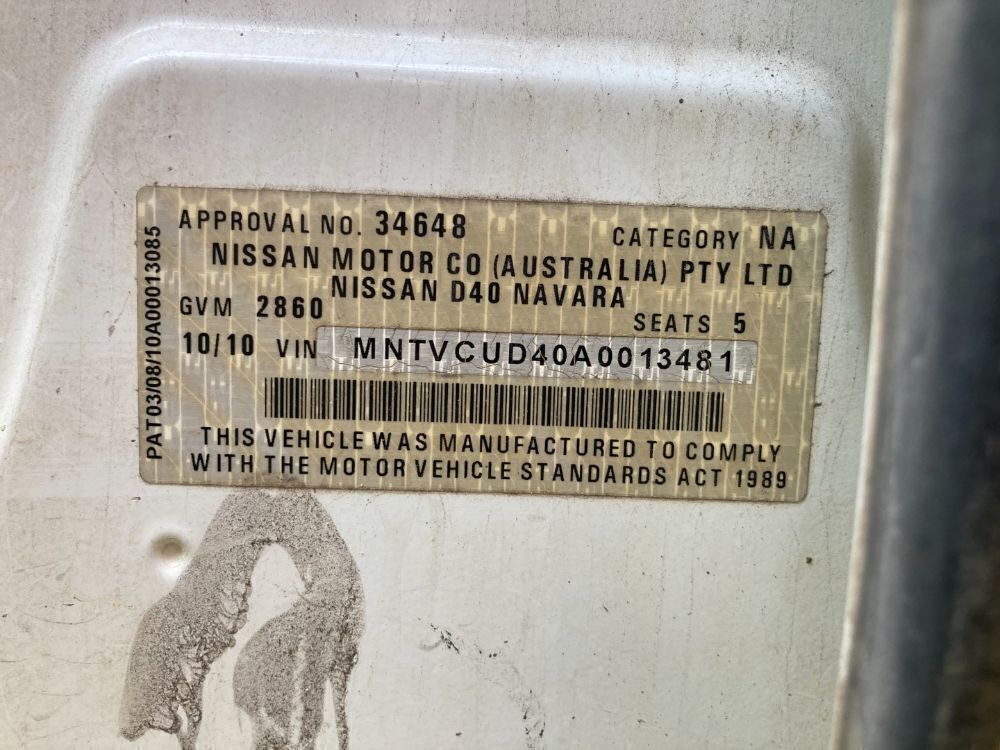 APPROVAL NO. 34648 CATEGORY NA
NISSAN MOTOR CO (AUSTRALIA) PTY LTD
NISSAN D40 NAVARA
GVM 2860 SEATS 5
10/10 VIN MNTVCUD40A0013481
THIS VEHICLE WAS MANUFACTURED TO COMPLY
WITH THE MOTOR VEHICLE STANDARDS ACT 1989
PAT03/08/10A00013085